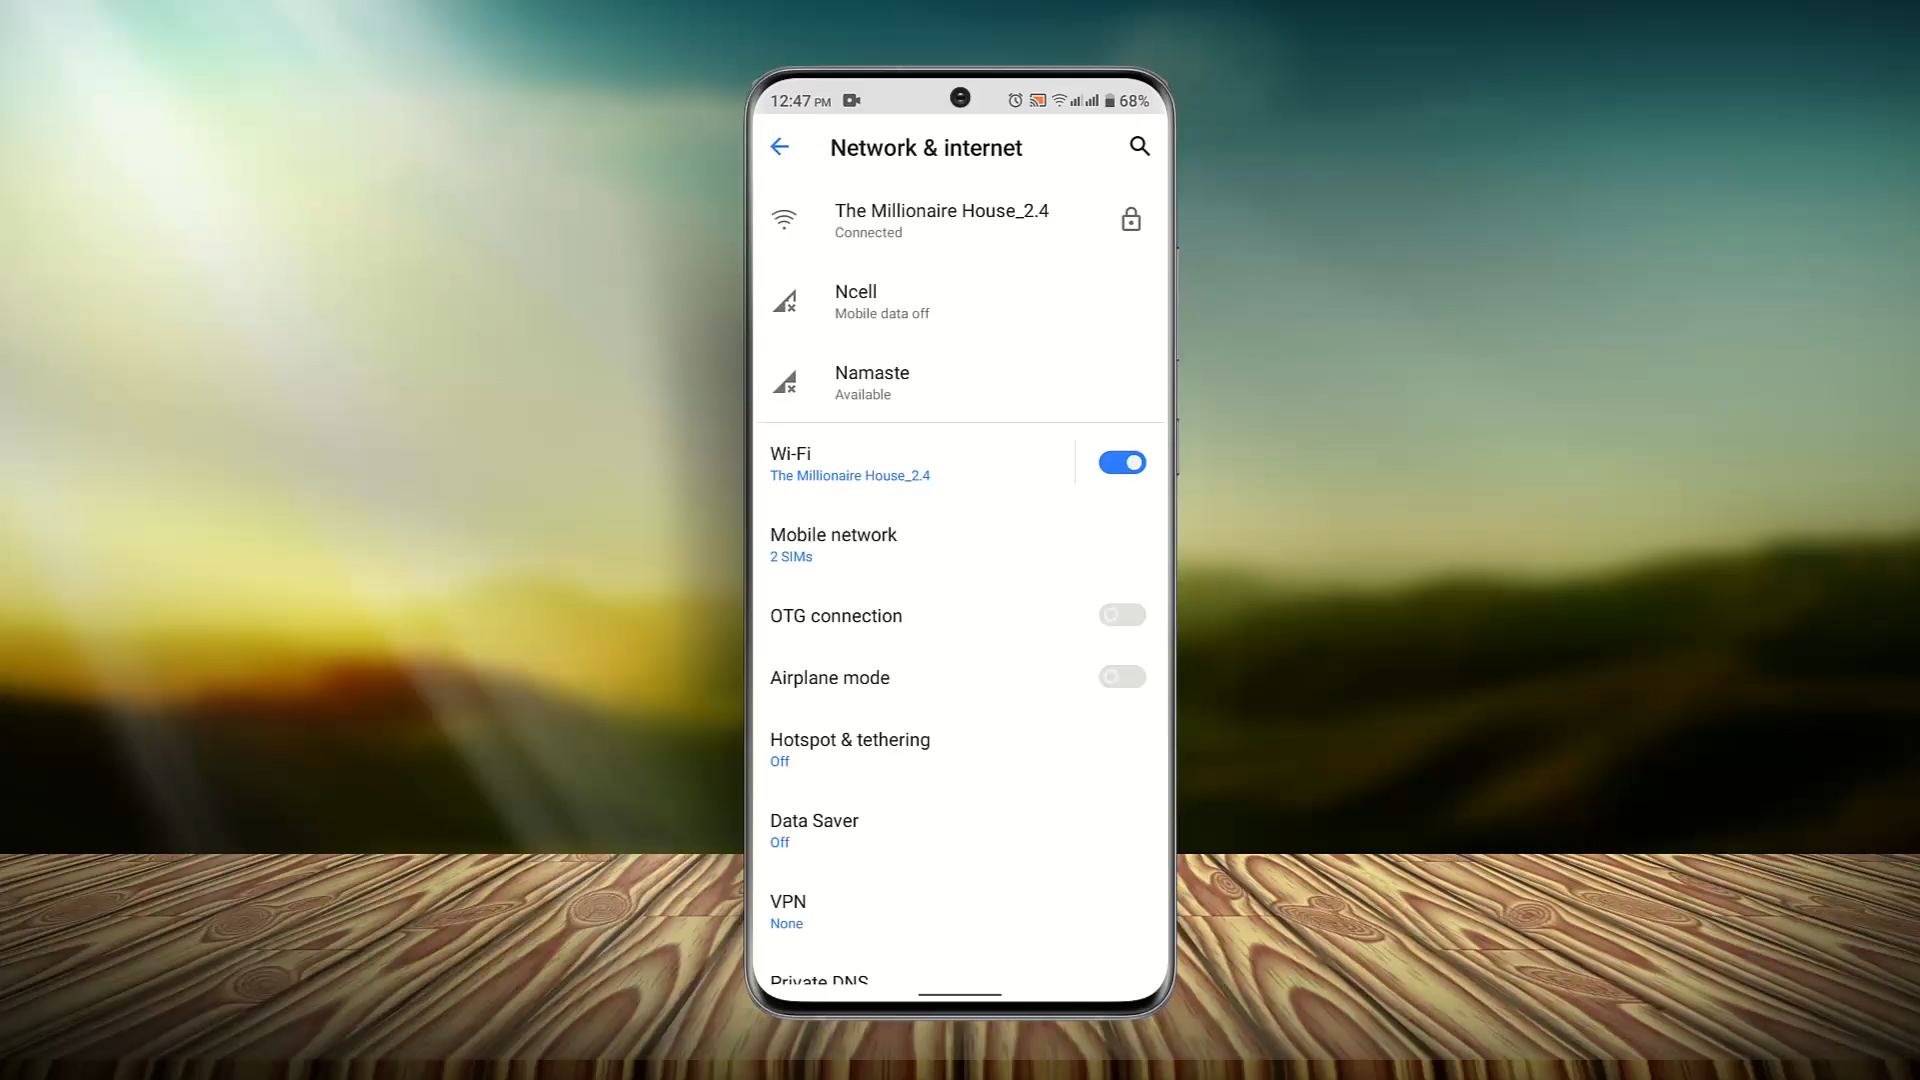 12:47 PM 68%
Network & internet
The Millionaire House_2.4
Connected
Ncell
Mobile data off
Namaste
Available
Wi-Fi
The Millionaire House_2.4
Mobile network
2 SIMs
OTG connection
Airplane mode
Hotspot & tethering
Off
Data Saver
Off
VPN
None
Private DNS